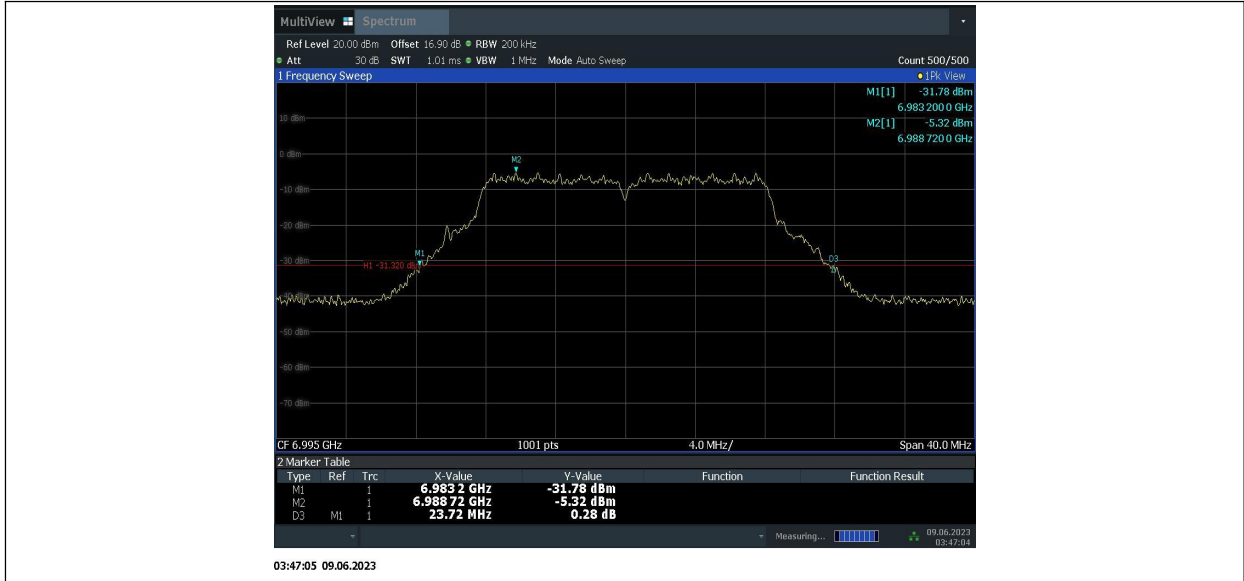 MultiView Spectrum
Ref Level 20.00 dBm Offset 16.90 dB RBW 200 kHz
Att 30 dB SWT 1.01 ms VBW 1 MHz Mode Auto Sweep Count 500/500
1 Frequency Sweep 1Pk View
M1[1] -31.78 dBm
6.983 200 0 GHz
10 dBm
M2[1] -5.32 dBm
6.988 720 0 GHz
0 dBm
M2
-10 dBm
-20 dBm
M1
D3
-30 dBm
H1 -31.320 dBm
-50 dBm
-60 dBm
-70 dBm
CF 6.995 GHz 1001 pts 4.0 MHz/ Span 40.0 MHz
2 Marker Table
Type Ref Trc X-Value Y-Value Function Function Result
M1 1 6.983 2 GHz -31.78 dBm
M2 1 6.988 72 GHz -5.32 dBm
D3 M1 1 23.72 MHz 0.28 dB
Measuring... 09.06.2023
03:47:04
03:47:05 09.06.2023